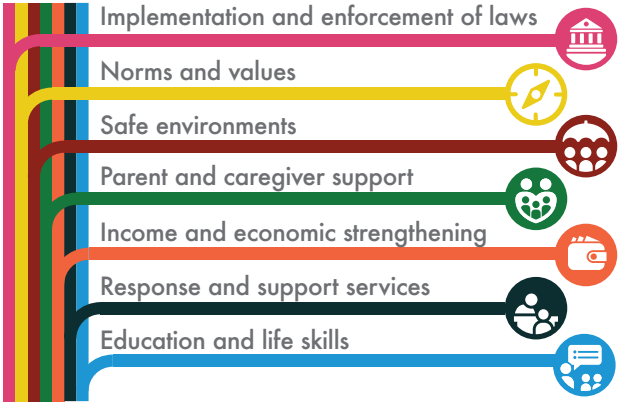 Implementation and enforcement of laws
Norms and values
Safe environments
Parent and caregiver support
Income and economic strengthening
Response and support services
Education and life skills